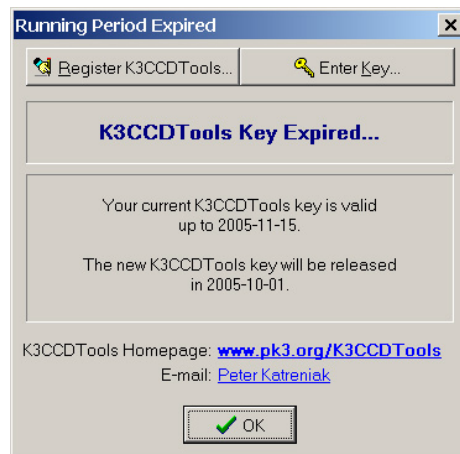 Running Period Expired
Register K3CCDTools... Enter Key...
K3CCDTools Key Expired...
Your current K3CCDTools key is valid
up to 2005-11-15.
The new K3CCDTools key will be released
in 2005-10-01.
K3CCDTools Homepage: www.pk3.org/K3CCDTools
E-mail: Peter Katreniak
OK